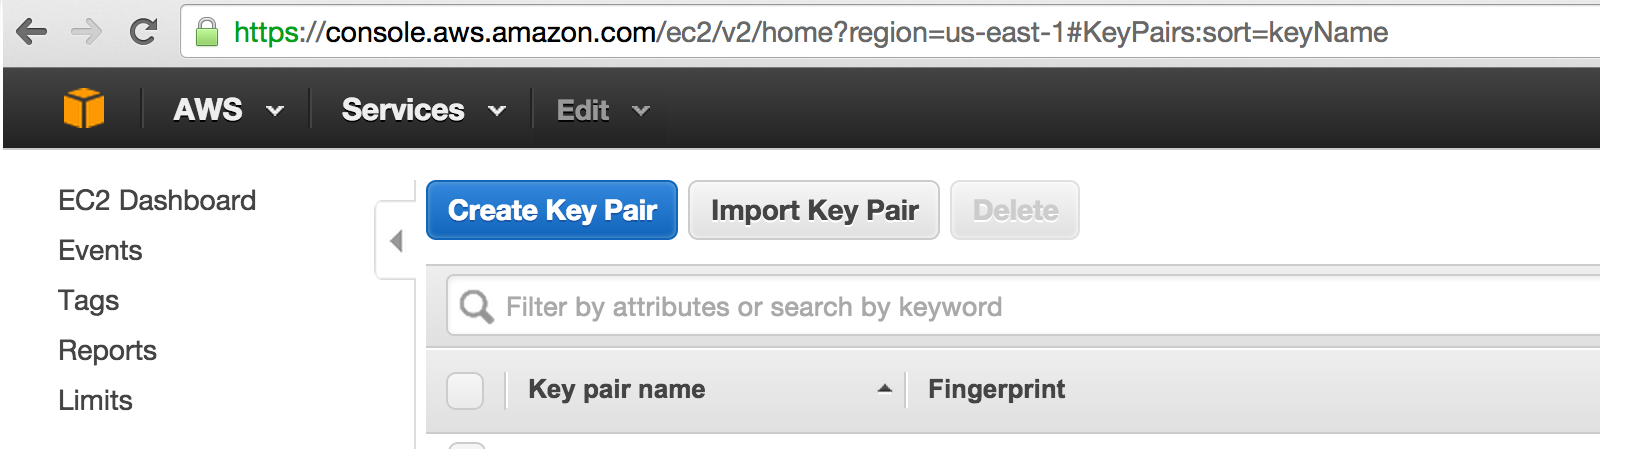 https://console.aws.amazon.com/ec2/v2/home?region=us-east-1#KeyPairs:sort=keyName
AWS Services Edit
EC2 Dashboard
Events
Tags
Reports
Limits
Create Key Pair Import Key Pair Delete
Filter by attributes or search by keyword
Key pair name Fingerprint